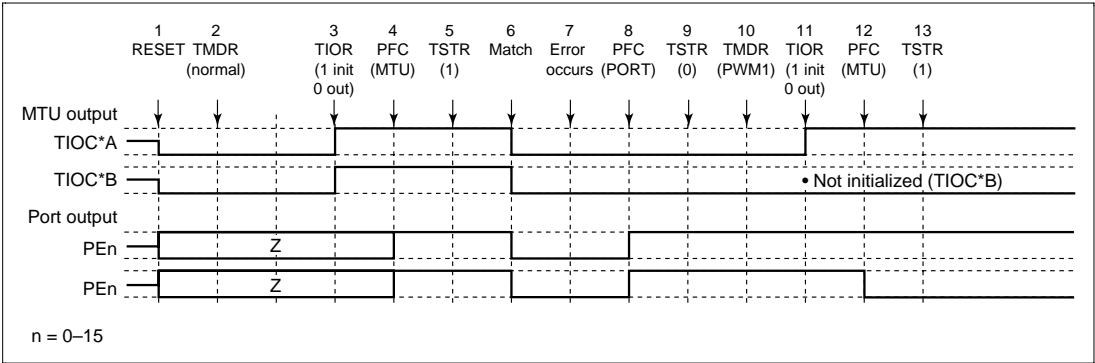 1 2 3 4 5 6 7 8 9 10 11 12 13
RESET TMDR TIOR PFC TSTR Match Error PFC TSTR TMDR TIOR PFC TSTR
(normal) (1 init (MTU) (1) occurs (PORT) (0) (PWM1) (1 init (MTU) (1)
0 out) 0 out)
MTU output
TIOC*A
TIOC*B
• Not initialized (TIOC*B)
Port output
PEn
Z
PEn
Z
n = 0–15